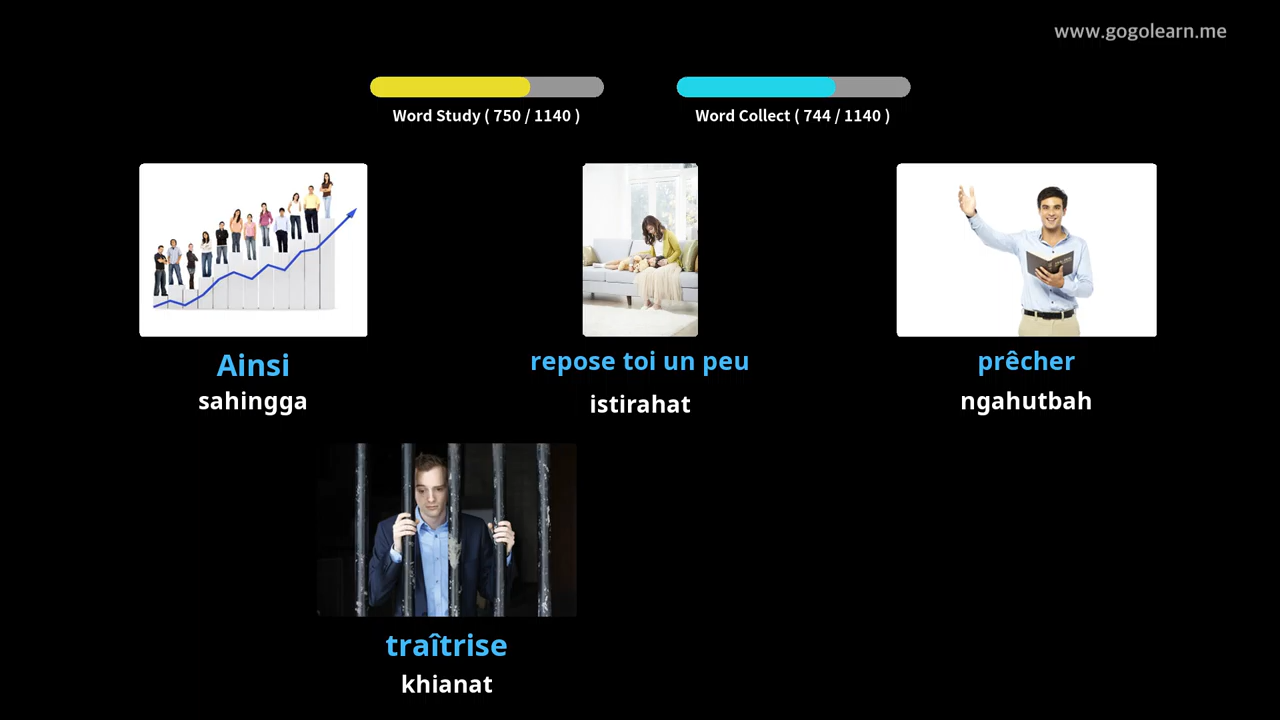 www.gogolearn.me
Word Study ( 750 / 1140 )
Word Collect ( 744 / 1140 )
Ainsi
sahingga
repose toi un peu
istirahat
prêcher
ngahutbah
traîtrise
khianat